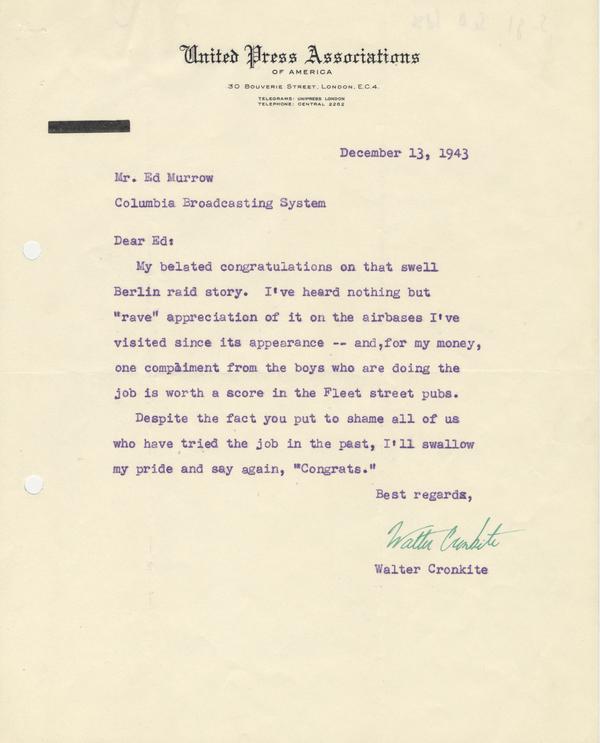 United Press Associations
OF AMERICA
30 BOUVERIE STREET, LONDON, E.C.4.
TELEGRAMS: UNIPRESS LONDON
TELEPHONE: CENTRAL 2282
December 13, 1943
Mr. Ed Murrow
Columbia Broadcasting System
Dear Ed:
My belated congratulations on that swell
Berlin raid story. I've heard nothing but
"rave" appreciation of it on the airbases I've
visited since its appearance -- and,for my money,
one compliment from the boys who are doing the
job is worth a score in the Fleet street pubs.
Despite the fact you put to shame all of us
who have tried the job in the past, I'll swallow
my pride and say again, "Congrats."
Best regards,
Walter Cronkite
Walter Cronkite